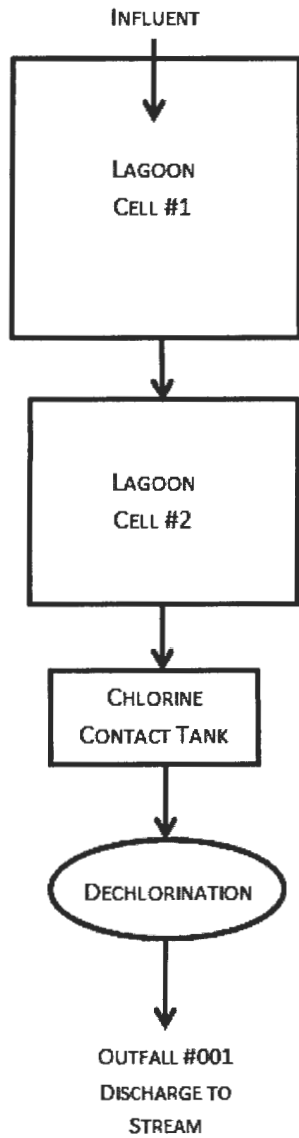 INFLUENT
LAGOON
CELL #1
LAGOON
CELL #2
CHLORINE
CONTACT TANK
DECHLORINATION
OUTFALL #001
DISCHARGE TO
STREAM